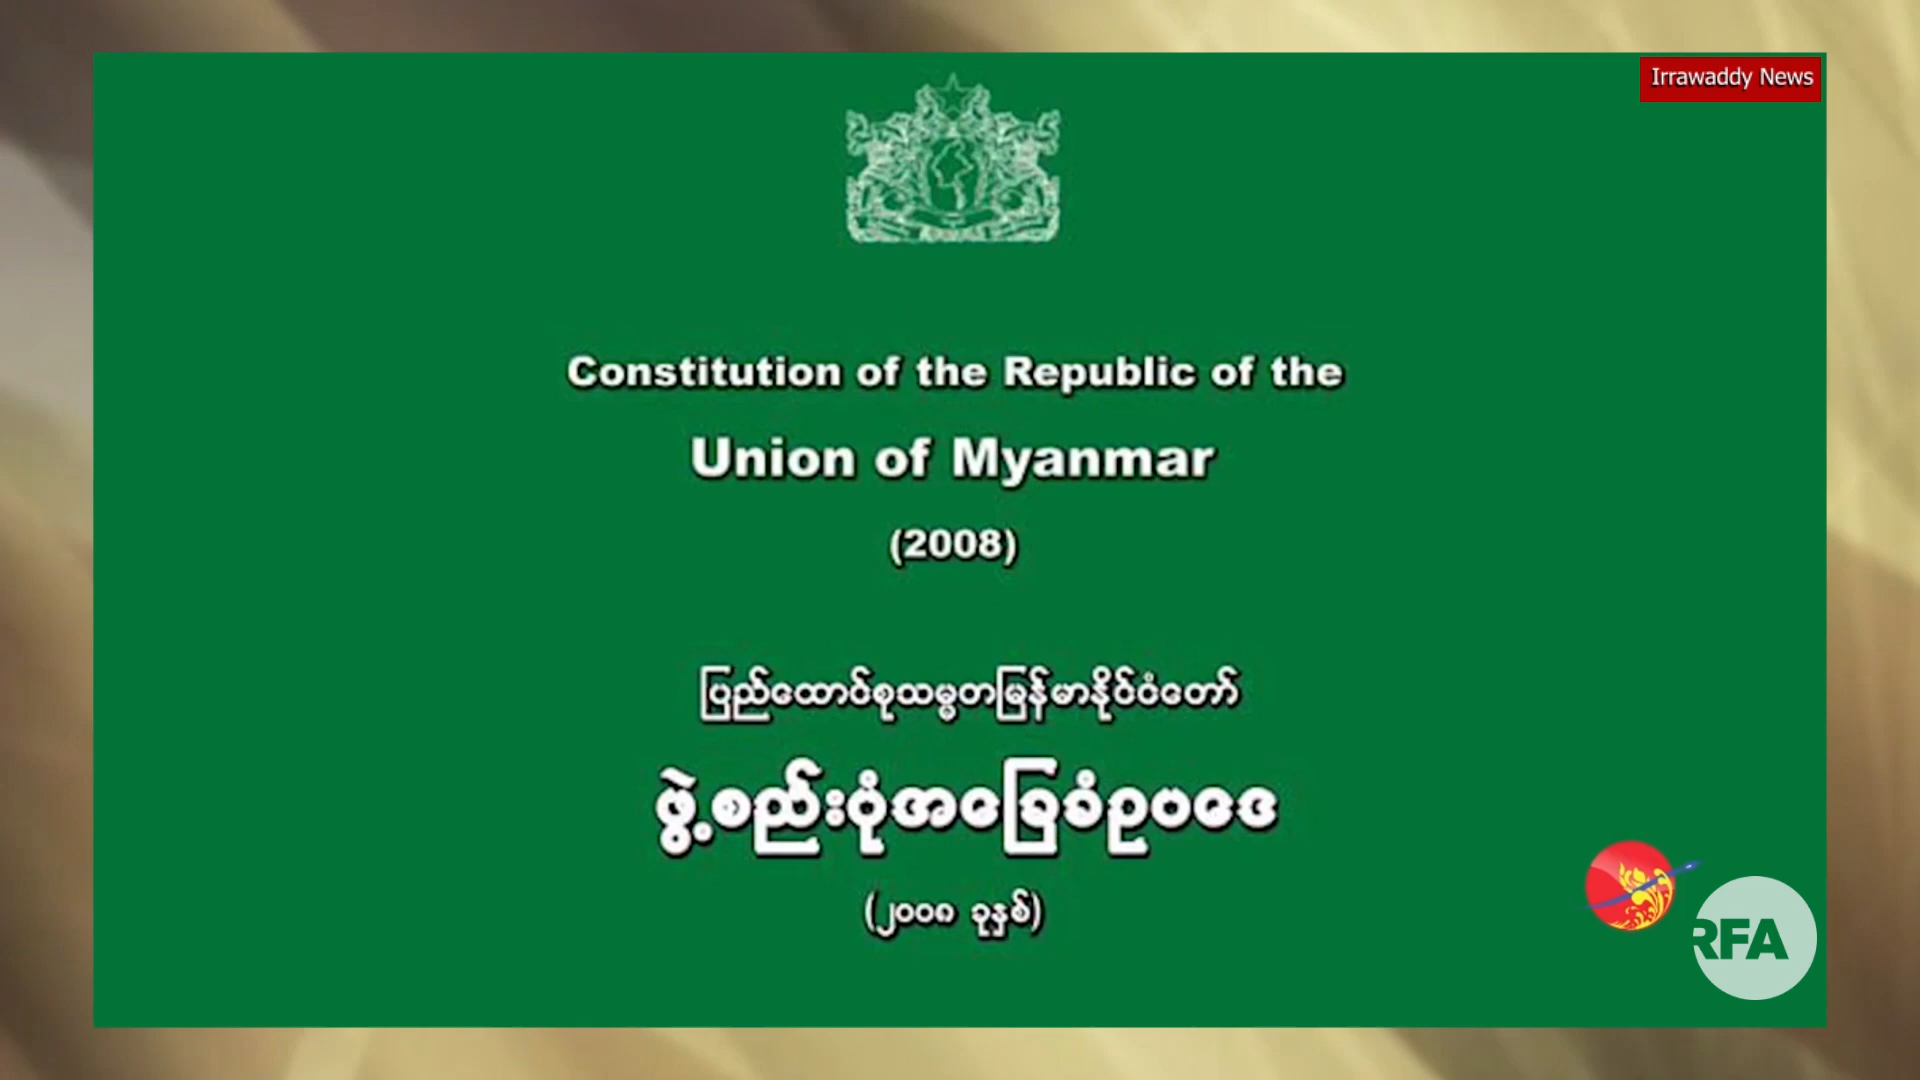 Irrawaddy News
Constitution of the Republic of the
Union of Myanmar
(2008)
ပြည်ထောင်စုသမ္မတမြန်မာနိုင်ငံတော်
ဖွဲ့စည်းပုံအခြေခံဥပဒေ
(၂၀၀၈ ခုနှစ်)
RFA